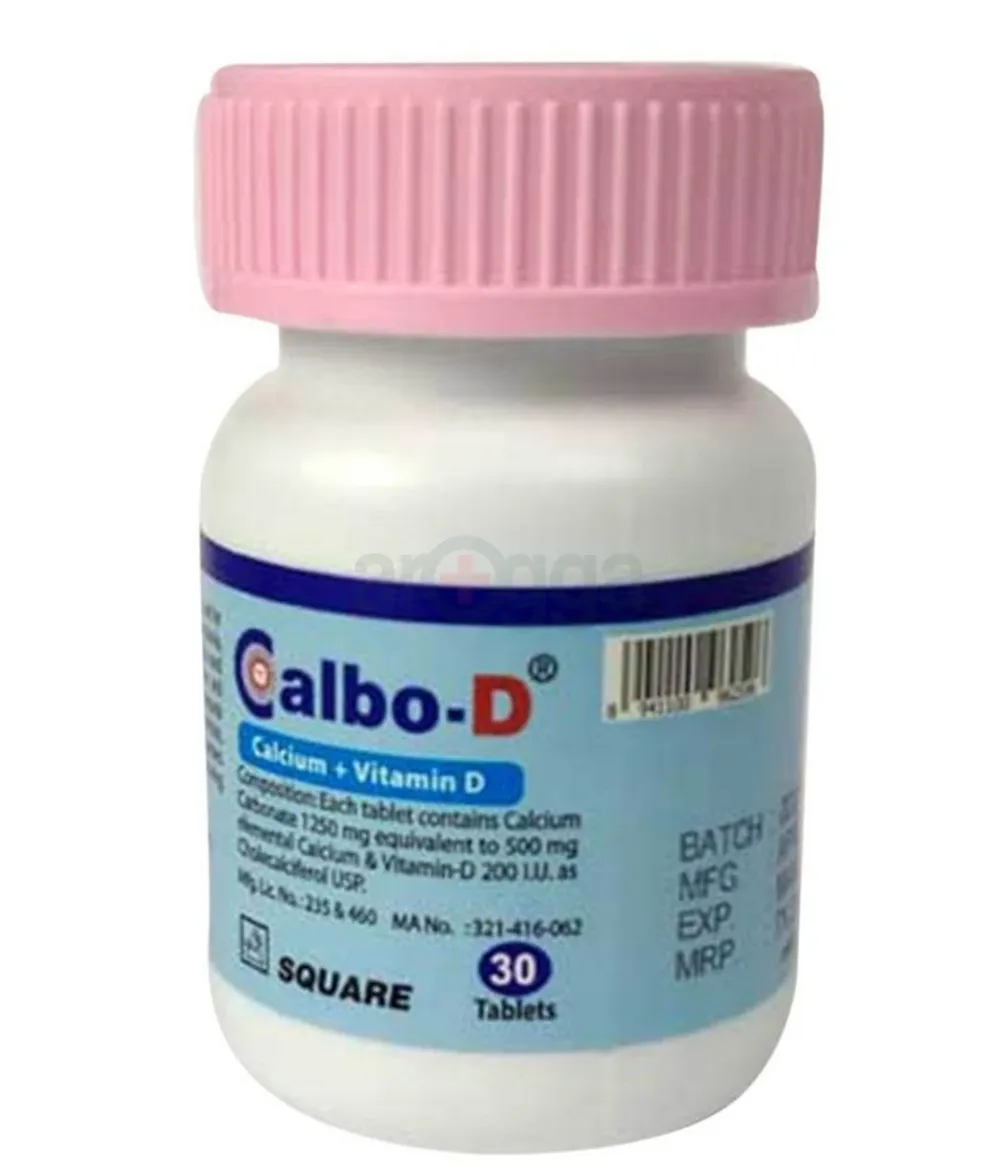 arogga
Calbo-D®
Calcium + Vitamin D
Composition: Each tablet contains Calcium
Carbonate 1250 mg equivalent to 500 mg
elemental Calcium & Vitamin-D 200 I.U. as
Cholecalciferol USP.
Mfg. Lic. No.: 235 & 460 MA No. :321-416-062
SQUARE
30
Tablets
BATCH
MFG
EXP.
MRP